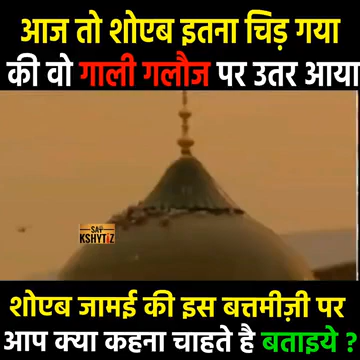 आज तो शोएब इतना चिड़ गया
की वो गाली गलौज पर उतर आया
SAY
KSHYTIZ
शोएब जामई की इस बत्तमीज़ी पर
आप क्या कहना चाहते है बताइये ?